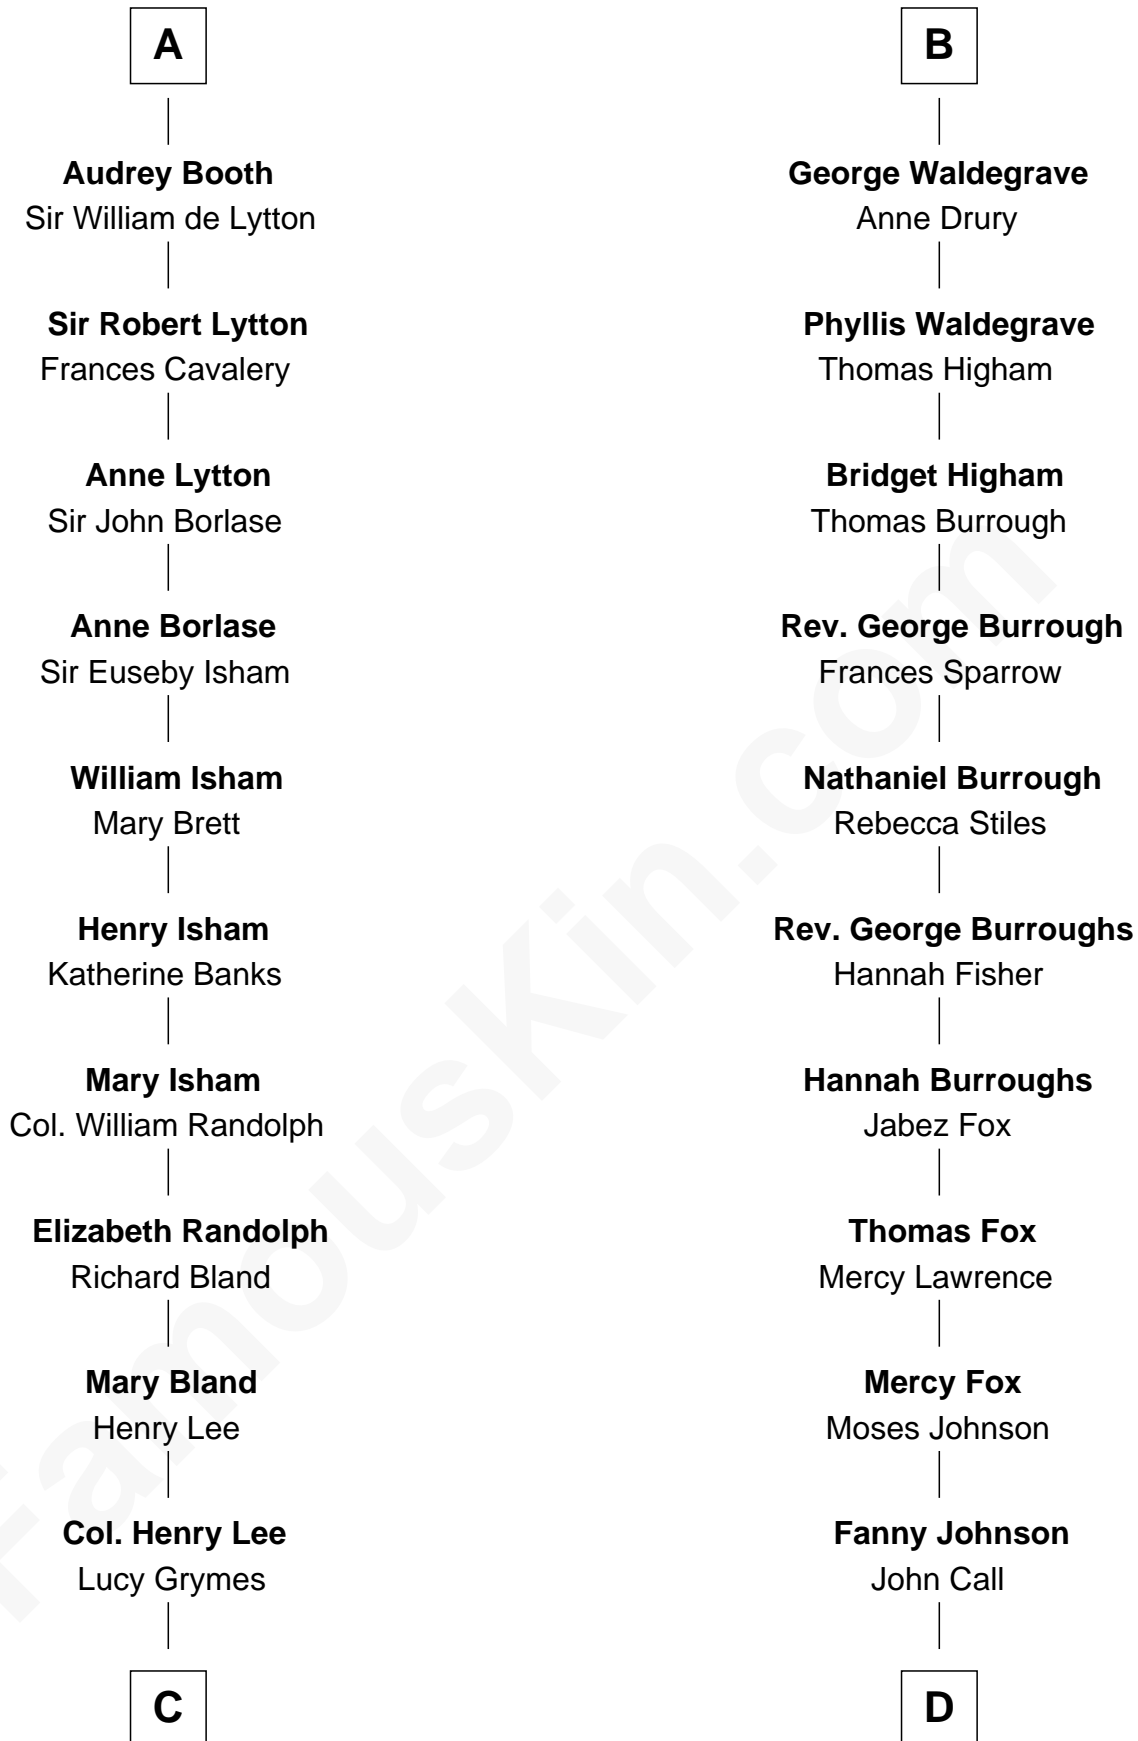 A
Audrey Booth
Sir William de Lytton
Sir Robert Lytton
Frances Cavalery
Anne Lytton
Sir John Borlase
Anne Borlase
Sir Euseby Isham
William Isham
Mary Brett
Henry Isham
Katherine Banks
Mary Isham
Col. William Randolph
Elizabeth Randolph
Richard Bland
Mary Bland
Henry Lee
Col. Henry Lee
Lucy Grymes
C
B
George Waldegrave
Anne Drury
Phyllis Waldegrave
Thomas Higham
Bridget Higham
Thomas Burrough
Rev. George Burrough
Frances Sparrow
Nathaniel Burrough
Rebecca Stiles
Rev. George Burroughs
Hannah Fisher
Hannah Burroughs
Jabez Fox
Thomas Fox
Mercy Lawrence
Mercy Fox
Moses Johnson
Fanny Johnson
John Call
D
FamousKin.com